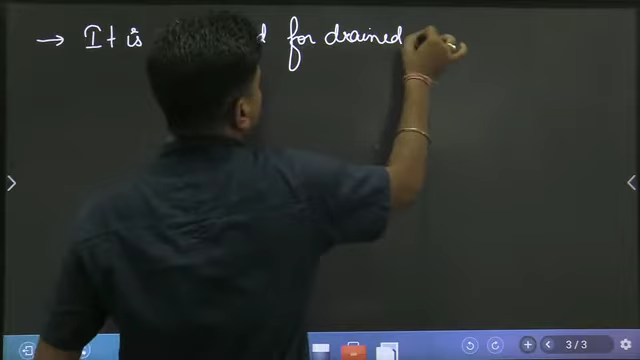 → It is for drained
3 / 3